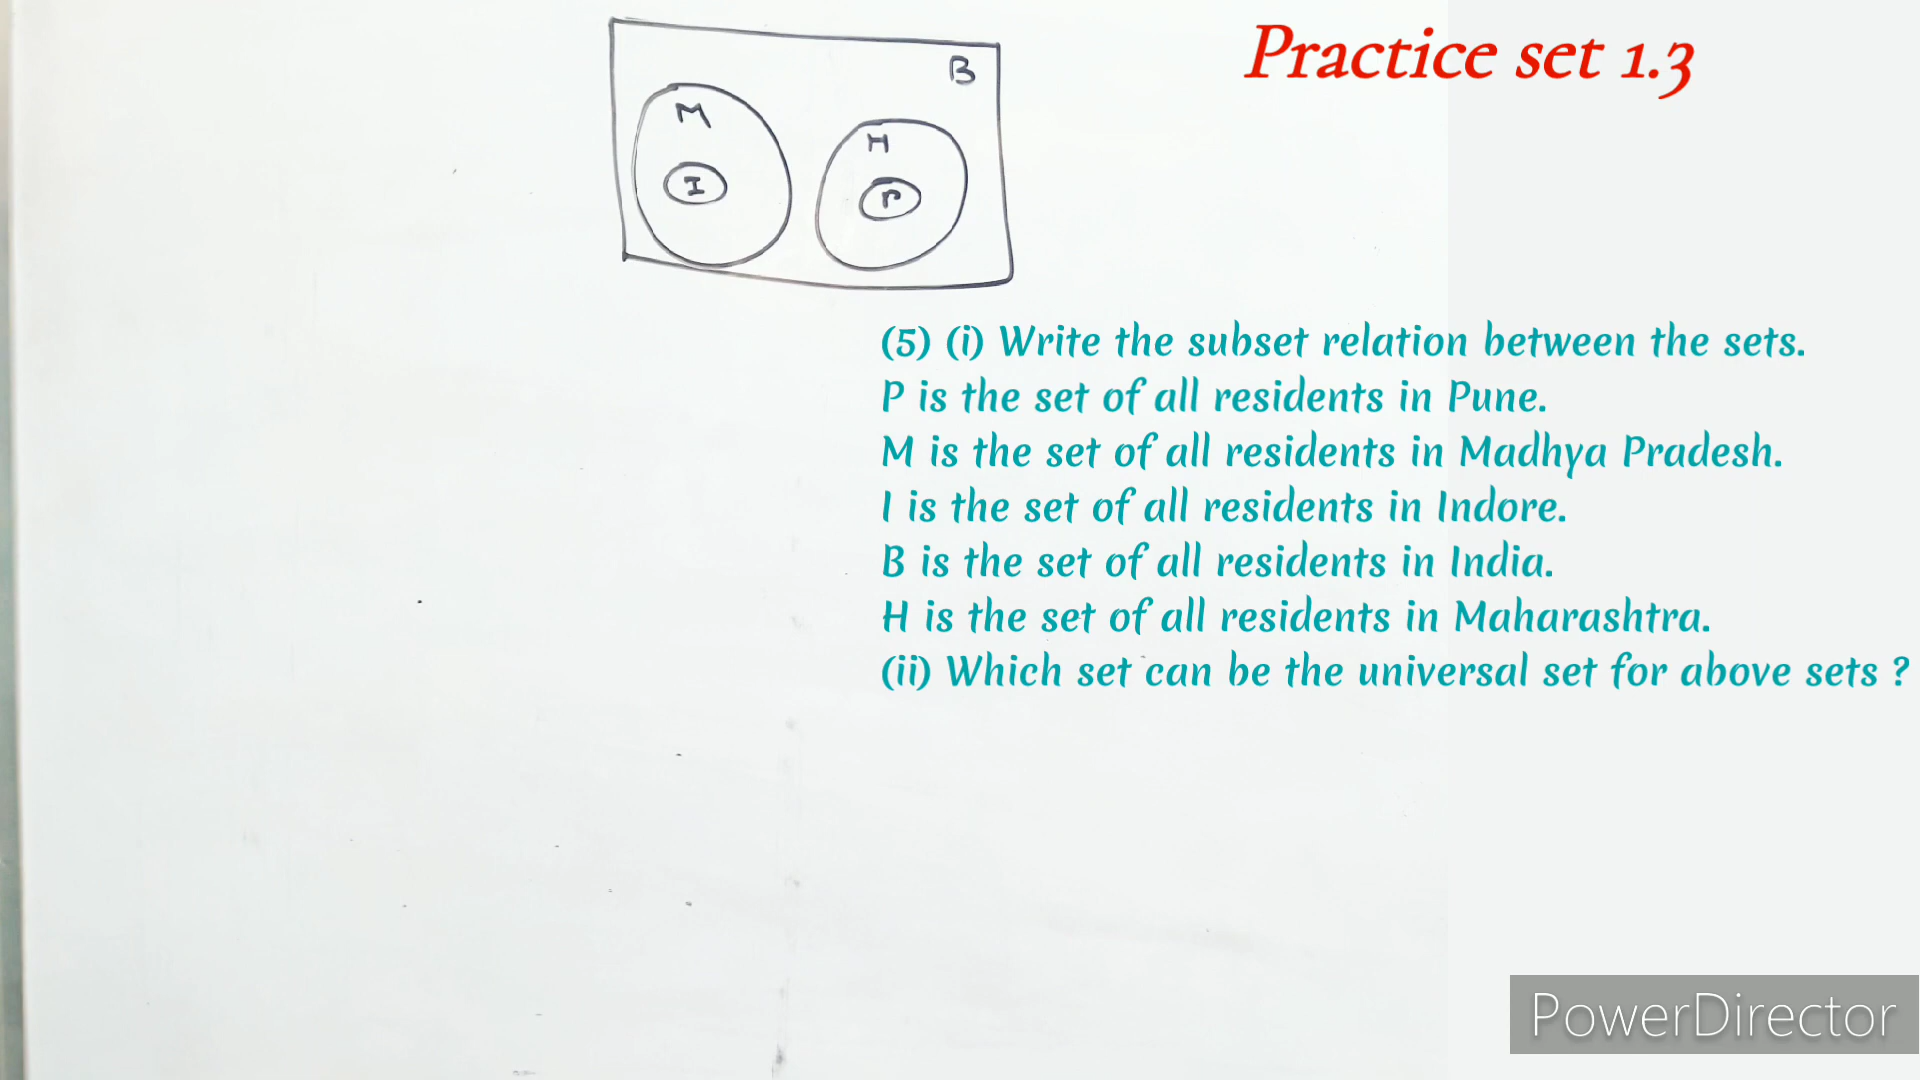 Practice set 1.3
B
M
H
I
P
(5) (i) Write the subset relation between the sets.
P is the set of all residents in Pune.
M is the set of all residents in Madhya Pradesh.
I is the set of all residents in Indore.
B is the set of all residents in India.
H is the set of all residents in Maharashtra.
(ii) Which set can be the universal set for above sets ?
PowerDirector